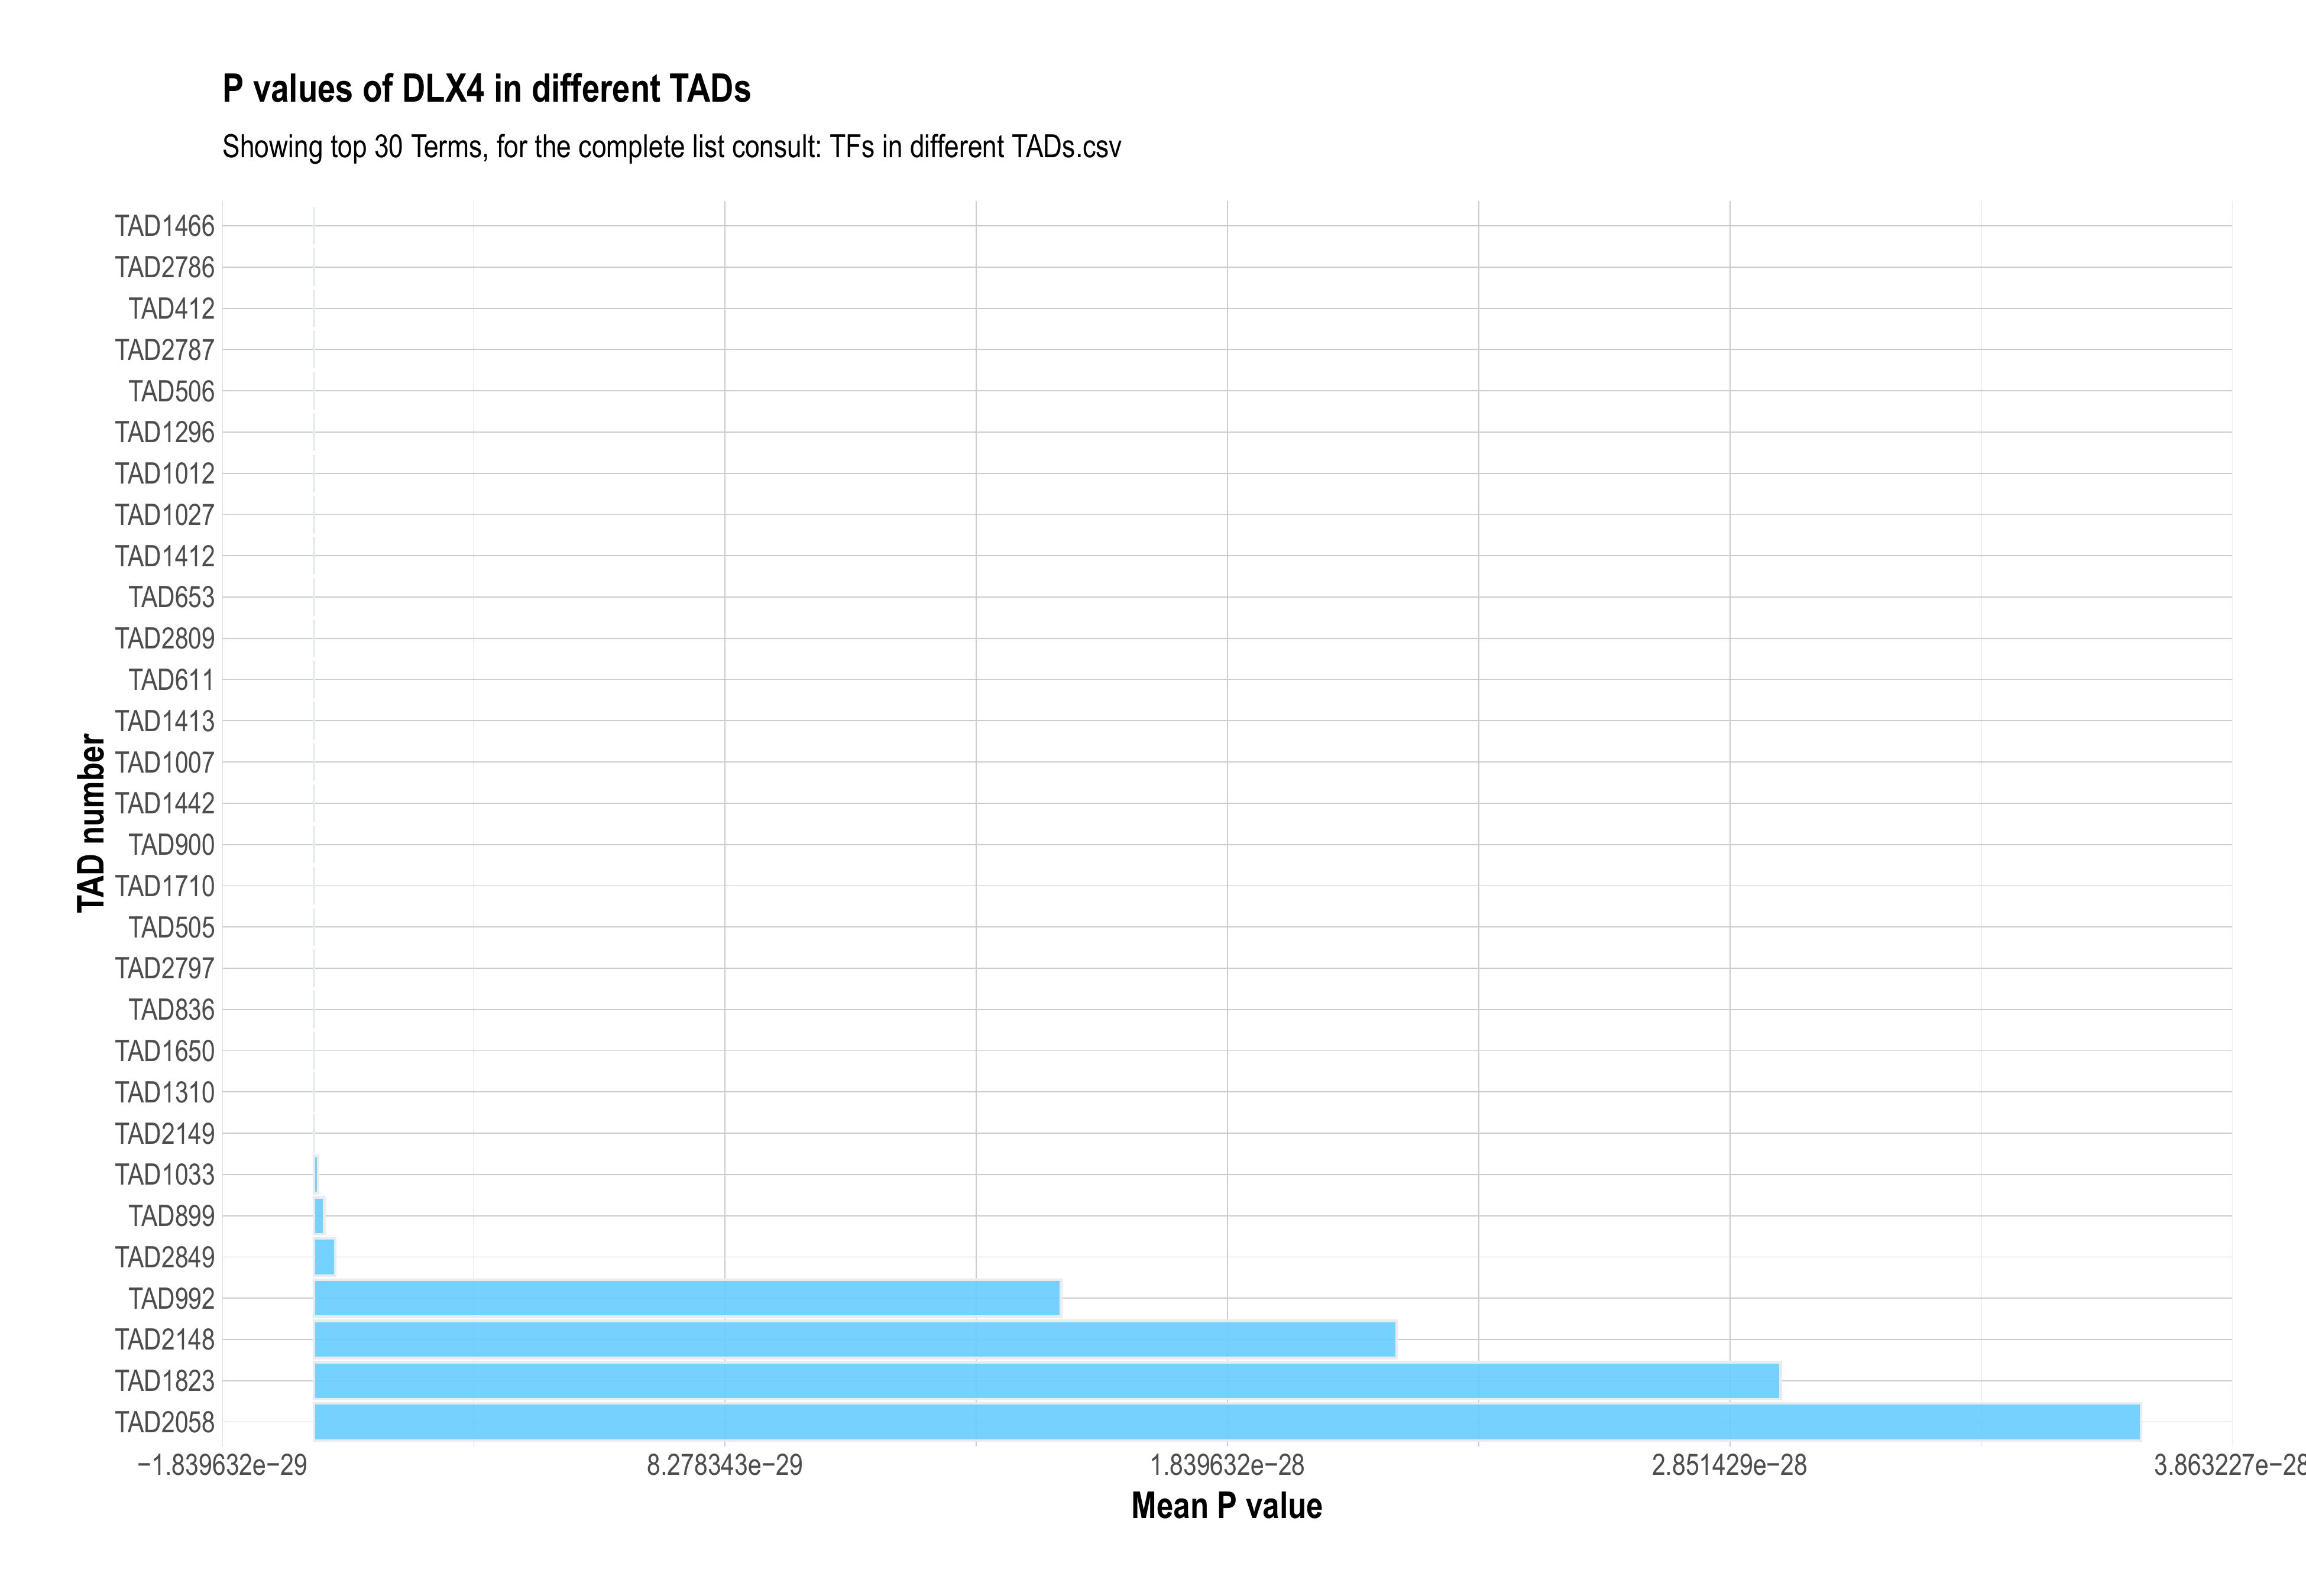 P values of DLX4 in different TADs
Showing top 30 Terms, for the complete list consult: TFs in different TADs.csv
TAD number
TAD1466
TAD2786
TAD412
TAD2787
TAD506
TAD1296
TAD1012
TAD1027
TAD1412
TAD653
TAD2809
TAD611
TAD1413
TAD1007
TAD1442
TAD900
TAD1710
TAD505
TAD2797
TAD836
TAD1650
TAD1310
TAD2149
TAD1033
TAD899
TAD2849
TAD992
TAD2148
TAD1823
TAD2058
−1.839632e−29 8.278343e−29 1.839632e−28 2.851429e−28 3.863227e−28
Mean P value